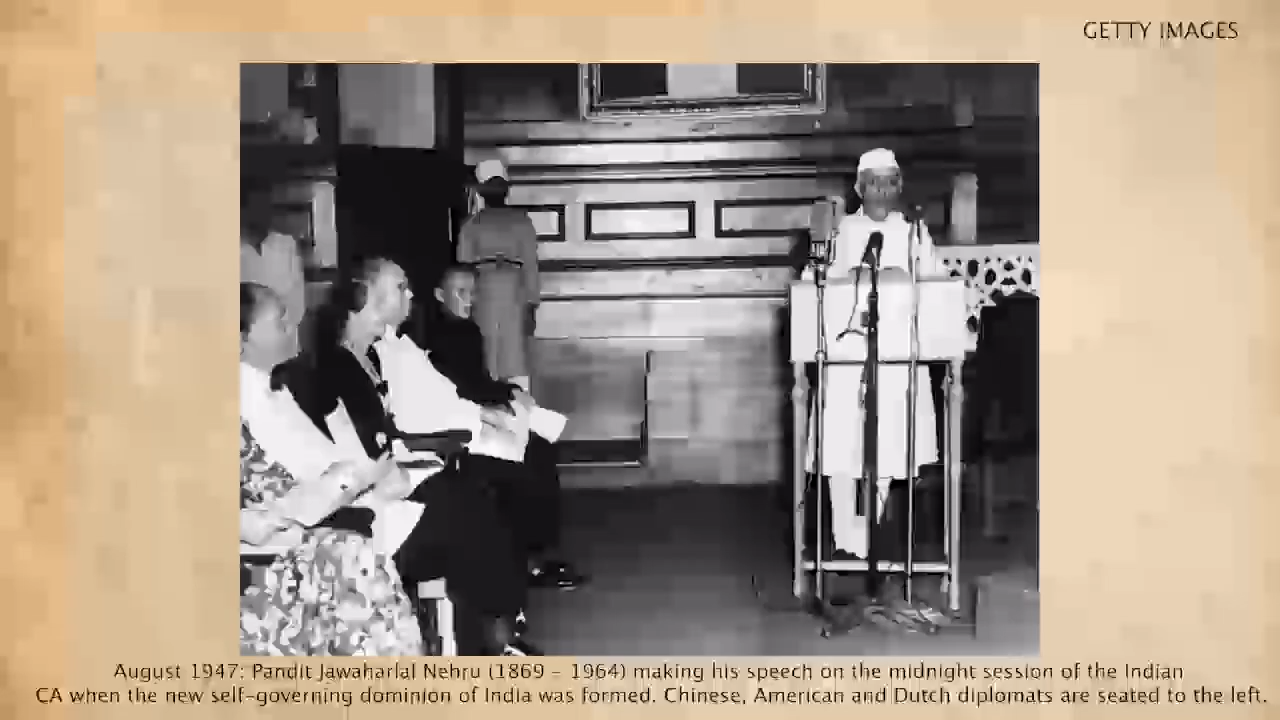 GETTY IMAGES
August 1947: Pandit Jawaharlal Nehru (1869 - 1964) making his speech on the midnight session of the Indian
CA when the new self-governing dominion of India was formed. Chinese, American and Dutch diplomats are seated to the left.